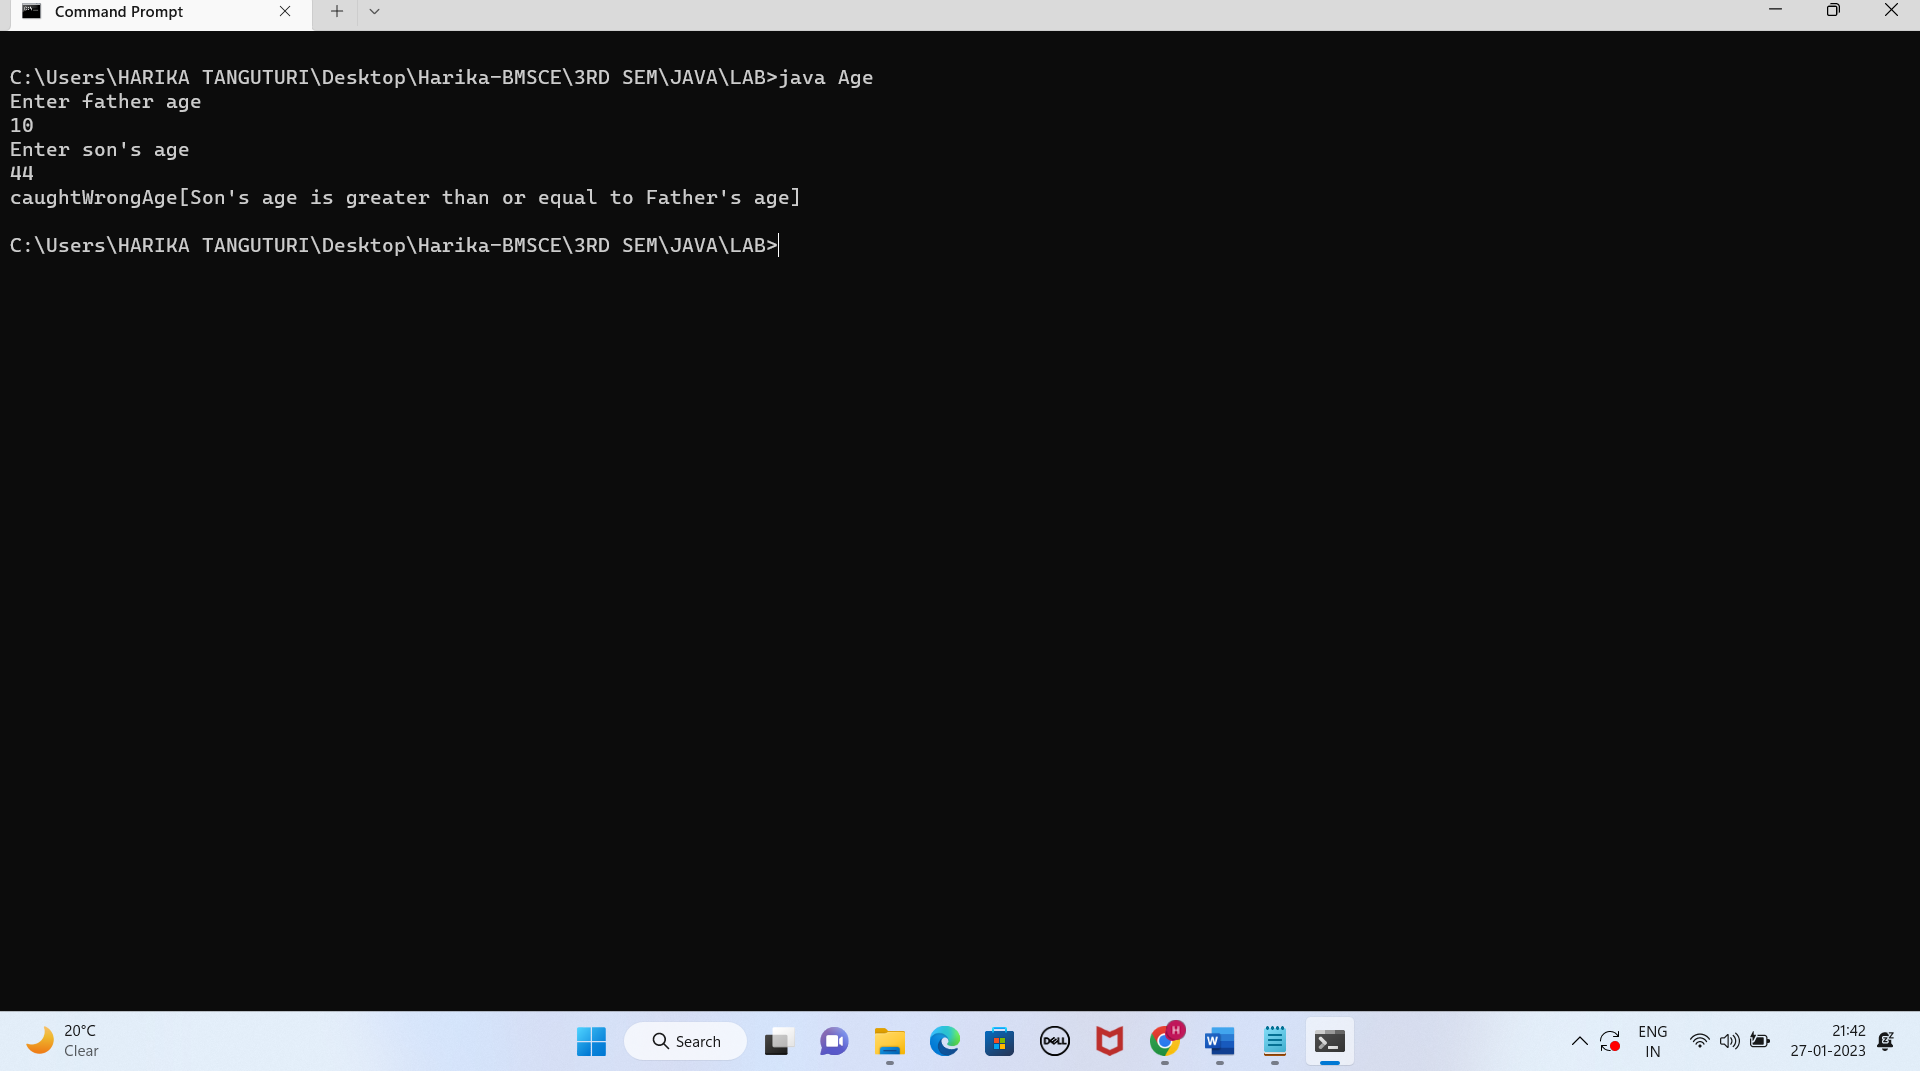 Command Prompt
C:\Users\HARIKA TANGUTURI\Desktop\Harika-BMSCE\3RD SEM\JAVA\LAB>java Age
Enter father age
10
Enter son's age
44
caughtWrongAge[Son's age is greater than or equal to Father's age]
C:\Users\HARIKA TANGUTURI\Desktop\Harika-BMSCE\3RD SEM\JAVA\LAB>
20°C
Clear
Search
DELL
H
W
ENG
IN
21:42
27-01-2023